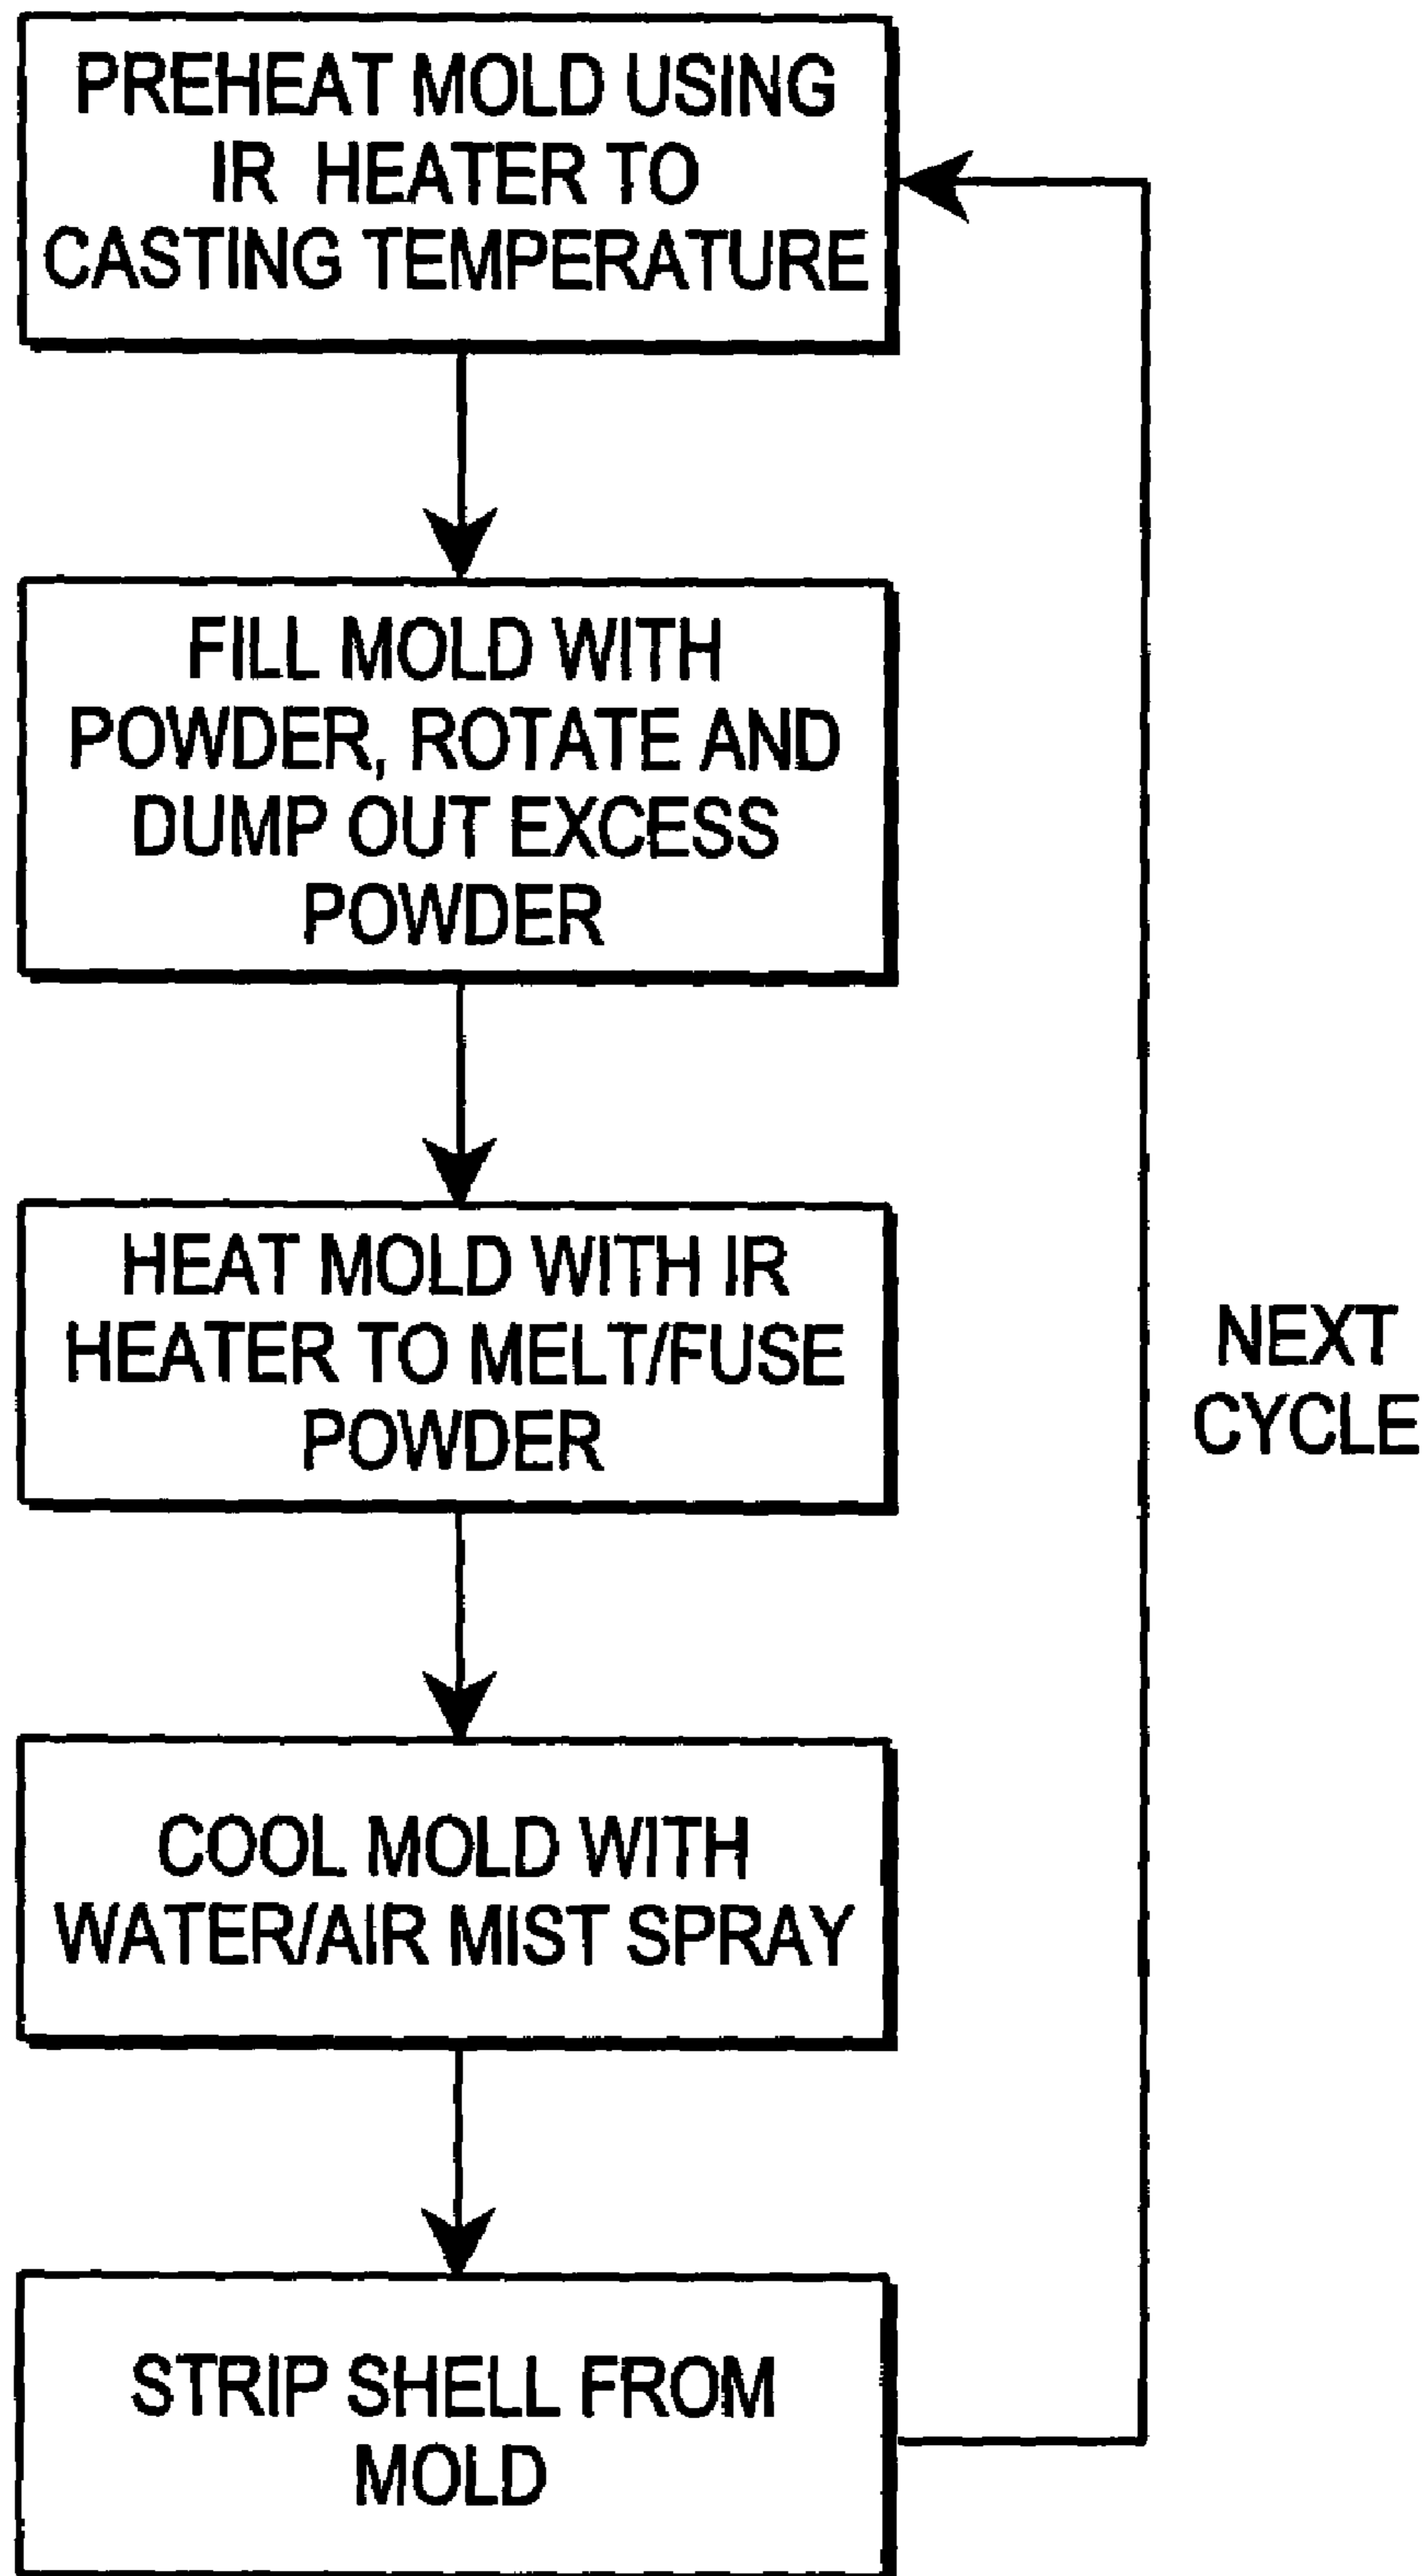 PREHEAT MOLD USING
IR HEATER TO
CASTING TEMPERATURE
FILL MOLD WITH
POWDER, ROTATE AND
DUMP OUT EXCESS
POWDER
HEAT MOLD WITH IR
HEATER TO MELT/FUSE
POWDER
COOL MOLD WITH
WATER/AIR MIST SPRAY
STRIP SHELL FROM
MOLD
NEXT
CYCLE